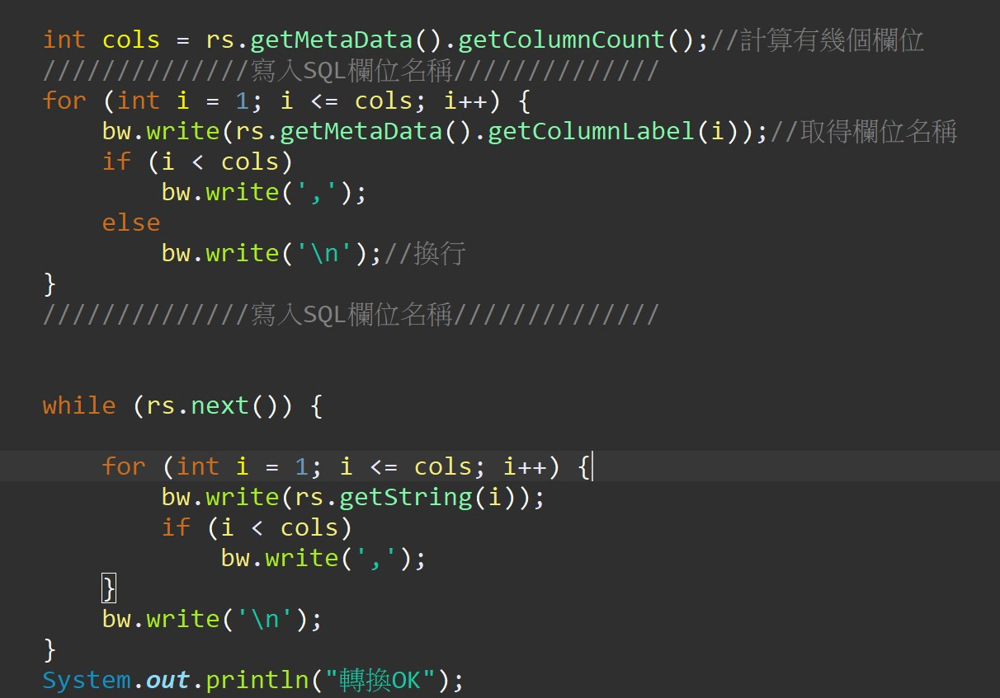 int cols = rs.getMetaData().getColumnCount();//計算有幾個欄位
//////////////寫入SQL欄位名稱//////////////
for (int i = 1; i <= cols; i++) {
    bw.write(rs.getMetaData().getColumnLabel(i));//取得欄位名稱
    if (i < cols)
        bw.write(',');
    else
        bw.write('\n');//換行
}
//////////////寫入SQL欄位名稱//////////////
while (rs.next()) {
    for (int i = 1; i <= cols; i++) {
        bw.write(rs.getString(i));
        if (i < cols)
            bw.write(',');
    }
    bw.write('\n');
}
System.out.println("轉換OK");